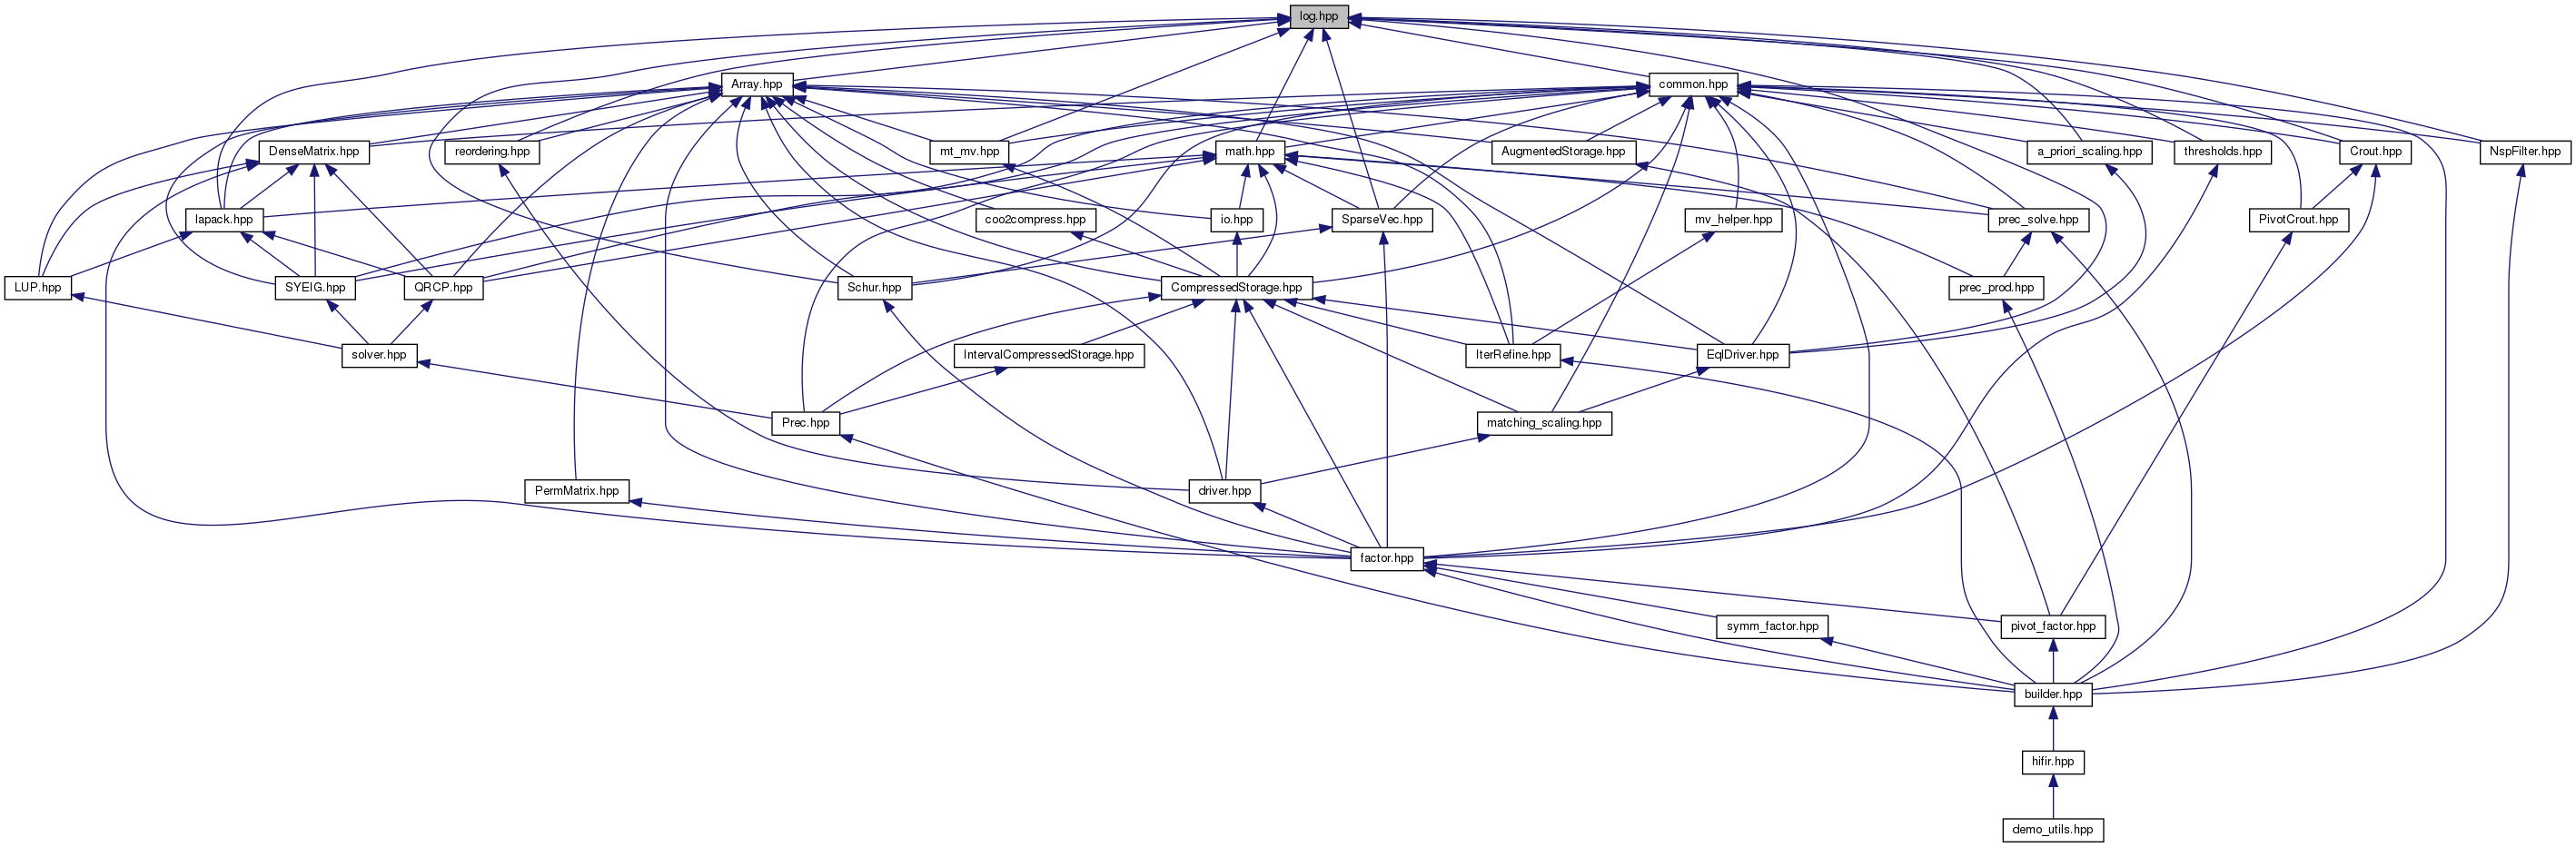 log.hpp
Array.hpp
common.hpp
DenseMatrix.hpp
reordering.hpp
mt_mv.hpp
math.hpp
AugmentedStorage.hpp
a_priori_scaling.hpp
thresholds.hpp
Crout.hpp
NspFilter.hpp
lapack.hpp
coo2compress.hpp
io.hpp
SparseVec.hpp
mv_helper.hpp
prec_solve.hpp
PivotCrout.hpp
LUP.hpp
SYEIG.hpp
QRCP.hpp
Schur.hpp
CompressedStorage.hpp
prec_prod.hpp
solver.hpp
IntervalCompressedStorage.hpp
IterRefine.hpp
EqlDriver.hpp
Prec.hpp
matching_scaling.hpp
PermMatrix.hpp
driver.hpp
factor.hpp
symm_factor.hpp
pivot_factor.hpp
builder.hpp
hifir.hpp
demo_utils.hpp